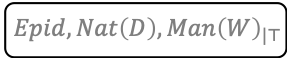 Epid, Nat(D), Man(W)|T